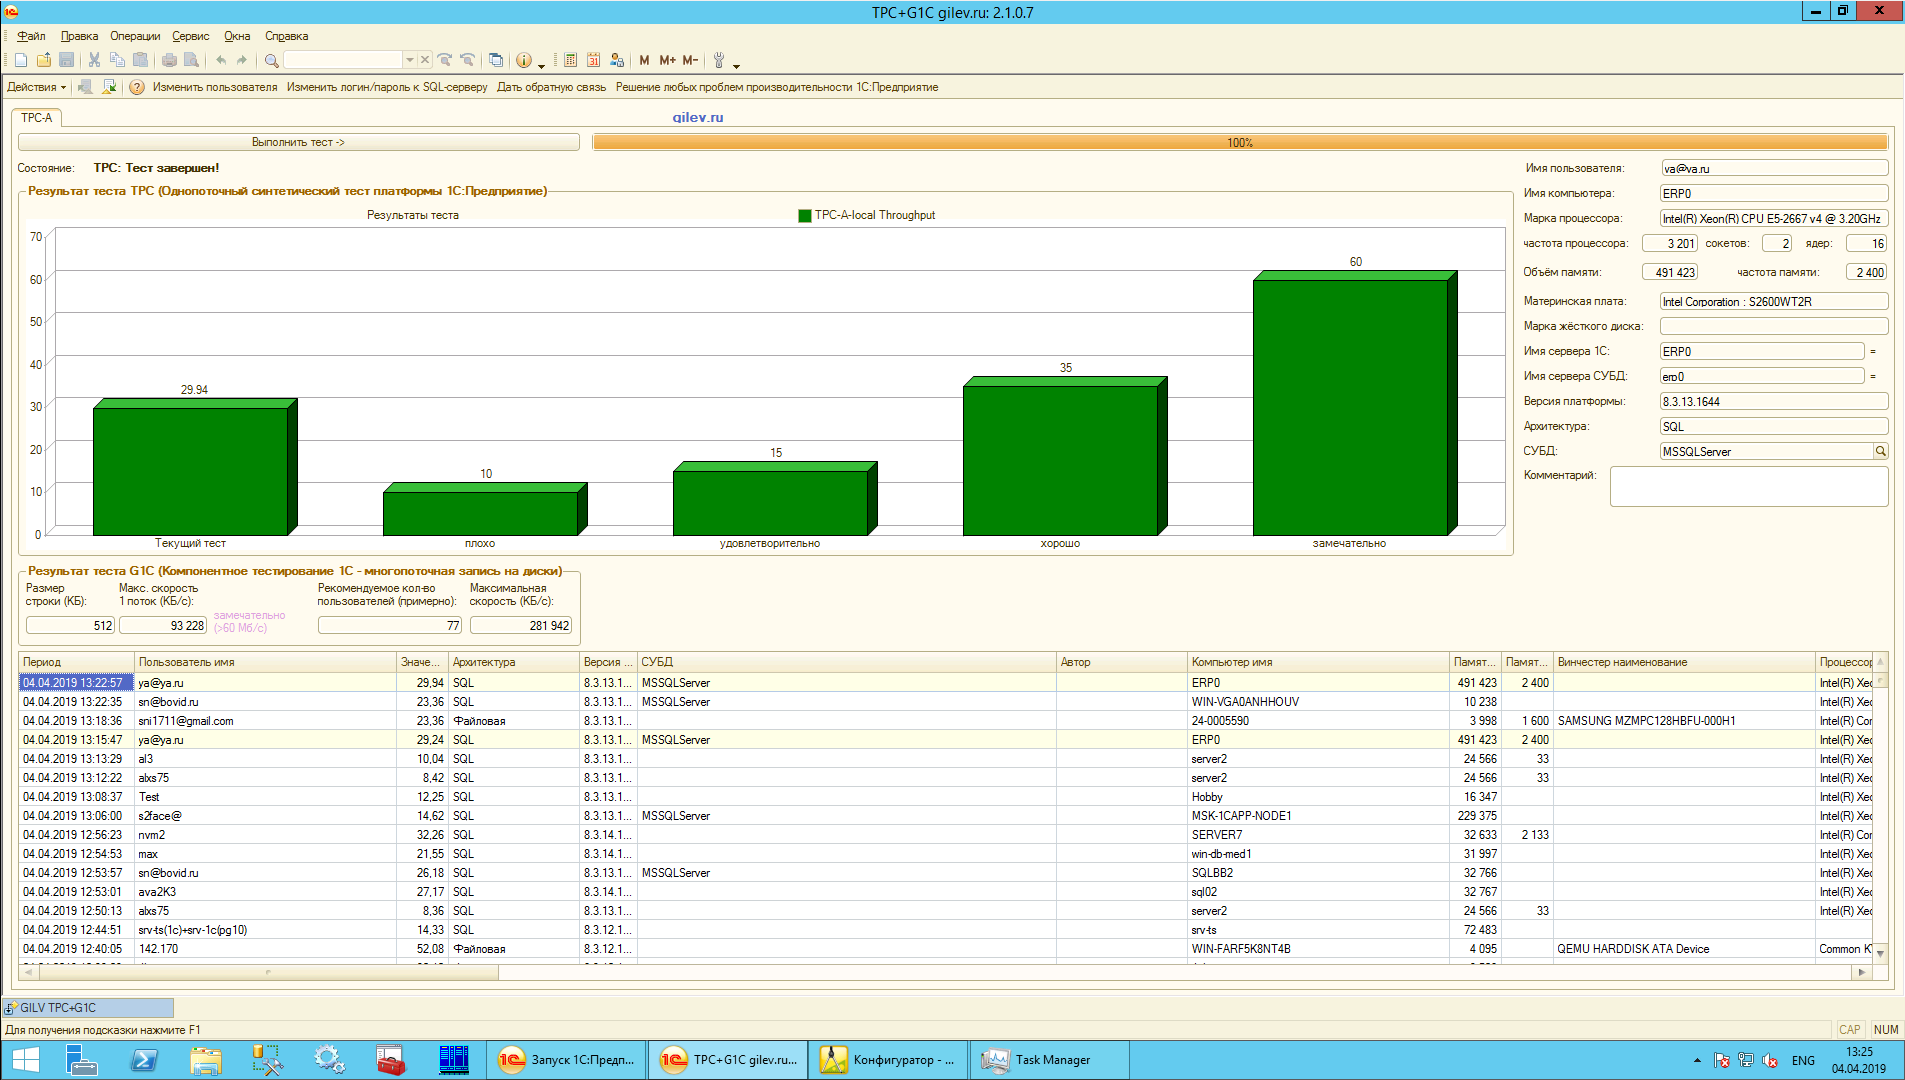 TPC+G1C gilev.ru: 2.1.0.7
Файл Правка Операции Сервис Окна Справка
31 M M+ M-
Действия Изменить пользователя Изменить логин/пароль к SQL-серверу Дать обратную связь Решение любых проблем производительности 1С:Предприятие
TPC-A
gilev.ru
Выполнить тест -> 100%
Состояние: TPC: Тест завершен!
Результат теста TPC (Однопоточный синтетический тест платформы 1С:Предприятие)
Результаты теста TPC-A-local Throughput
70
60
50
40
30
20
10
0
29.94 10 15 35 60
Текущий тест плохо удовлетворительно хорошо замечательно
Имя пользователя: ya@ya.ru
Имя компьютера: ERP0
Марка процессора: Intel(R) Xeon(R) CPU E5-2667 v4 @ 3.20GHz
частота процессора: 3 201 сокетов: 2 ядер: 16
Объём памяти: 491 423 частота памяти: 2 400
Материнская плата: Intel Corporation : S2600WT2R
Марка жёсткого диска:
Имя сервера 1С: ERP0 =
Имя сервера СУБД: erp0 =
Версия платформы: 8.3.13.1644
Архитектура: SQL
СУБД: MSSQLServer
Комментарий:
Результат теста G1C (Компонентное тестирование 1С - многопоточная запись на диски)
Размер строки (КБ): 512
Макс. скорость 1 поток (КБ/с): 93 228
замечательно (>60 Мб/с)
Рекомендуемое кол-во пользователей (примерно): 77
Максимальная скорость (КБ/с): 281 942
Период Пользователь имя Значе... Архитектура Версия ... СУБД Автор Компьютер имя Памят... Памят... Винчестер наименование Процессор
04.04.2019 13:22:57 ya@ya.ru 29,94 SQL 8.3.13.1... MSSQLServer ERP0 491 423 2 400 Intel(R) Xeo
04.04.2019 13:22:35 sn@bovid.ru 23,36 SQL 8.3.13.1... MSSQLServer WIN-VGA0ANHHOUV 10 238 Intel(R) Xeo
04.04.2019 13:18:36 sni1711@gmail.com 23,36 Файловая 8.3.13.1... 24-0005590 3 998 1 600 SAMSUNG MZMPC128HBFU-000H1 Intel(R) Cor
04.04.2019 13:15:47 ya@ya.ru 29,24 SQL 8.3.13.1... MSSQLServer ERP0 491 423 2 400 Intel(R) Xeo
04.04.2019 13:13:29 al3 10,04 SQL 8.3.13.1... server2 24 566 33 Intel(R) Xeo
04.04.2019 13:12:22 alxs75 8,42 SQL 8.3.13.1... server2 24 566 33 Intel(R) Xeo
04.04.2019 13:08:37 Test 12,25 SQL 8.3.13.1... Hobby 16 347 Intel(R) Xeo
04.04.2019 13:06:00 s2face@ 14,62 SQL 8.3.13.1... MSSQLServer MSK-1CAPP-NODE1 229 375 Intel(R) Xeo
04.04.2019 12:56:23 nvm2 32,26 SQL 8.3.14.1... SERVER7 32 633 2 133 Intel(R) Cor
04.04.2019 12:54:53 max 21,55 SQL 8.3.14.1... win-db-med1 31 997 Intel(R) Xeo
04.04.2019 12:53:57 sn@bovid.ru 26,18 SQL 8.3.13.1... MSSQLServer SQLBB2 32 766 Intel(R) Xeo
04.04.2019 12:53:01 ava2K3 27,17 SQL 8.3.14.1... sql02 32 767 Intel(R) Xeo
04.04.2019 12:50:13 alxs75 8,36 SQL 8.3.13.1... server2 24 566 33 Intel(R) Xeo
04.04.2019 12:44:51 srv-ts(1c)+srv-1c(pg10) 14,33 SQL 8.3.12.1... srv-ts 72 483
04.04.2019 12:40:05 142.170 52,08 Файловая 8.3.12.1... WIN-FARF5K8NT4B 4 095 QEMU HARDDISK ATA Device Common K
GILV TPC+G1C
Для получения подсказки нажмите F1 CAP NUM
Запуск 1С:Предп... TPC+G1C gilev.ru... Конфигуратор - ... Task Manager ENG 13:25
04.04.2019